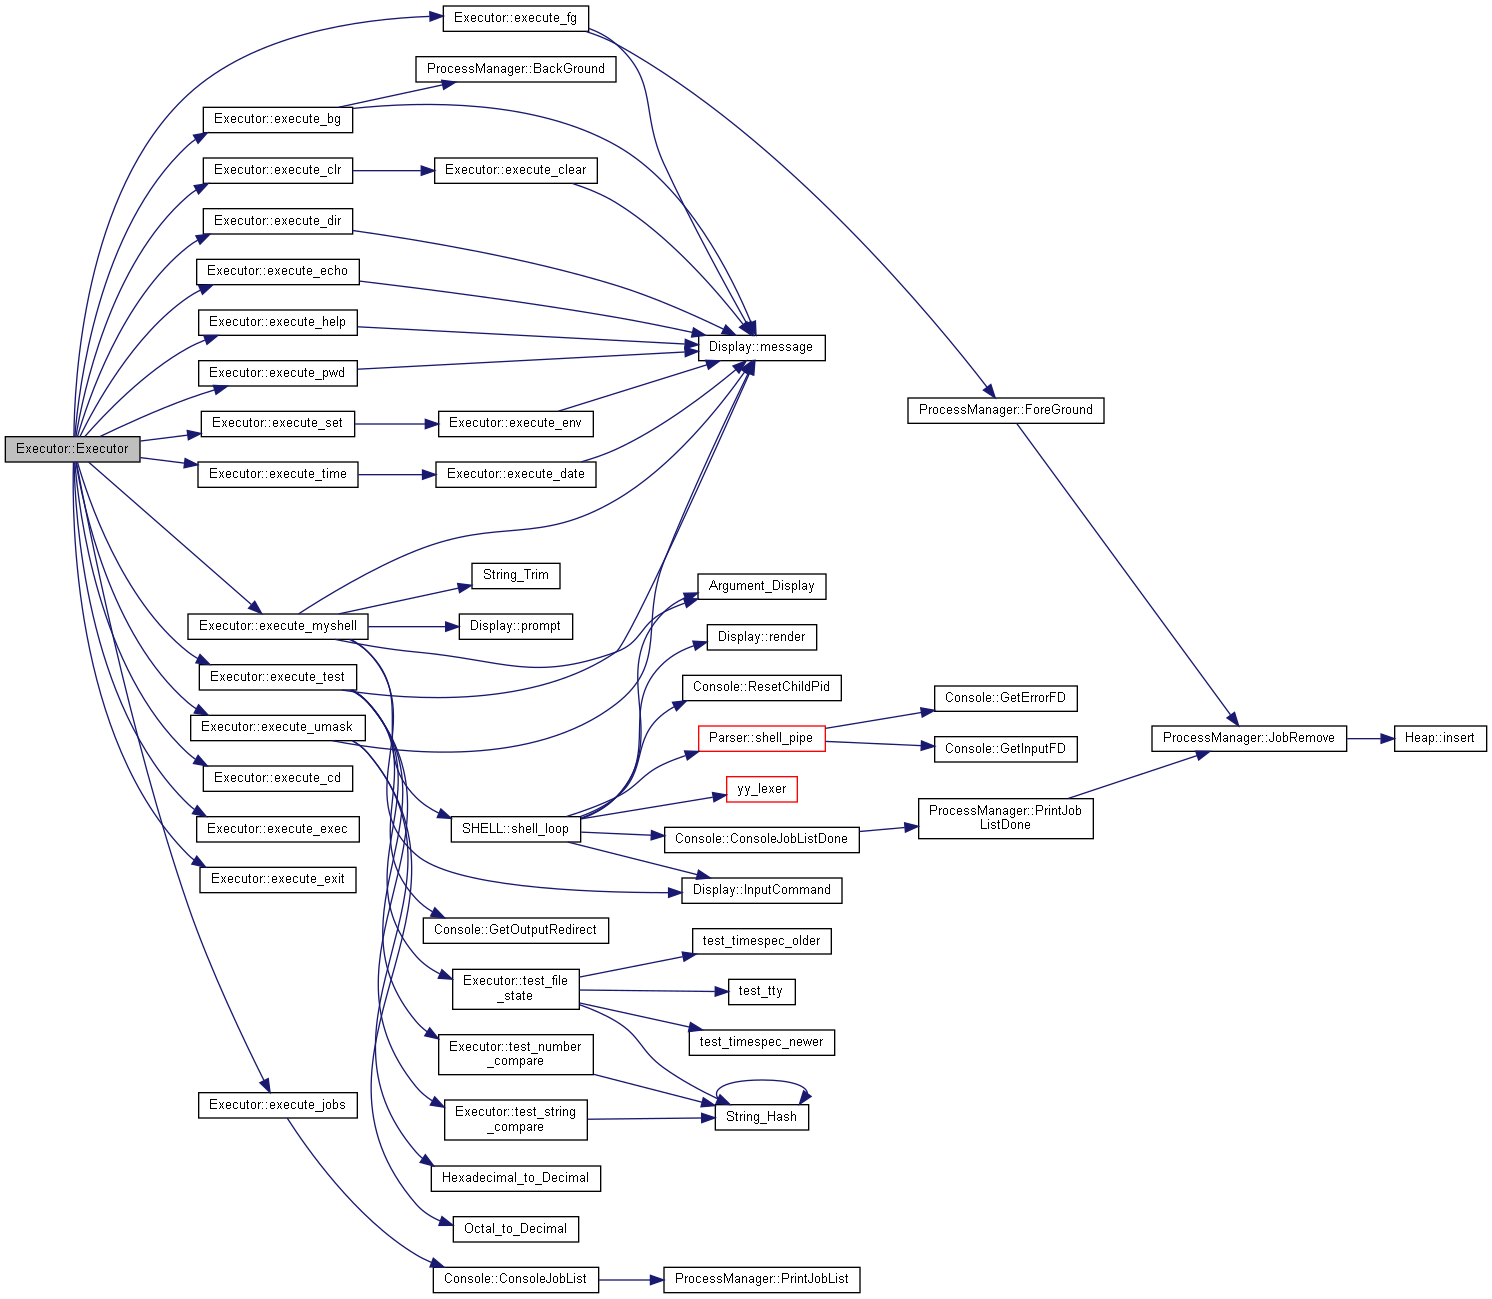 Executor::execute_fg
ProcessManager::BackGround
Executor::execute_bg
Executor::execute_clr
Executor::execute_clear
Executor::execute_dir
Executor::execute_echo
Executor::execute_help
Display::message
Executor::execute_pwd
ProcessManager::ForeGround
Executor::execute_set
Executor::execute_env
Executor::Executor
Executor::execute_time
Executor::execute_date
String_Trim
Argument_Display
Executor::execute_myshell
Display::prompt
Display::render
Executor::execute_test
Console::ResetChildPid
Console::GetErrorFD
Executor::execute_umask
Parser::shell_pipe
Console::GetInputFD
ProcessManager::JobRemove
Heap::insert
Executor::execute_cd
yy_lexer
Executor::execute_exec
SHELL::shell_loop
Console::ConsoleJobListDone
ProcessManager::PrintJob
ListDone
Executor::execute_exit
Display::InputCommand
Console::GetOutputRedirect
test_timespec_older
Executor::test_file
_state
test_tty
test_timespec_newer
Executor::test_number
_compare
Executor::execute_jobs
Executor::test_string
_compare
String_Hash
Hexadecimal_to_Decimal
Octal_to_Decimal
Console::ConsoleJobList
ProcessManager::PrintJobList